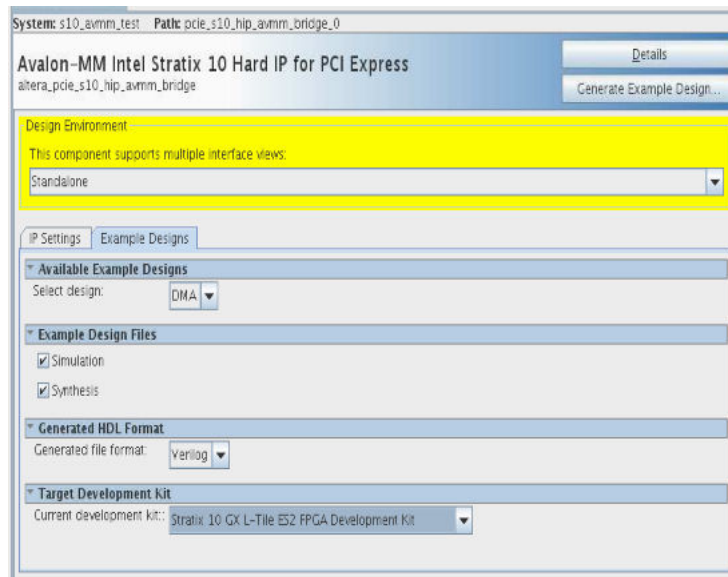 System: s10_avmm_test Path: pcie_s10_hip_avmm_bridge_0
Avalon-MM Intel Stratix 10 Hard IP for PCI Express
altera_pcie_s10_hip_avmm_bridge
Details
Generate Example Design...
Design Environment
This component supports multiple interface views:
Standalone
IP Settings Example Designs
Available Example Designs
Select design: DMA
Example Design Files
Simulation
Synthesis
Generated HDL Format
Generated file format: Verilog
Target Development Kit
Current development kit:: Stratix 10 GX L-Tile ES2 FPGA Development Kit